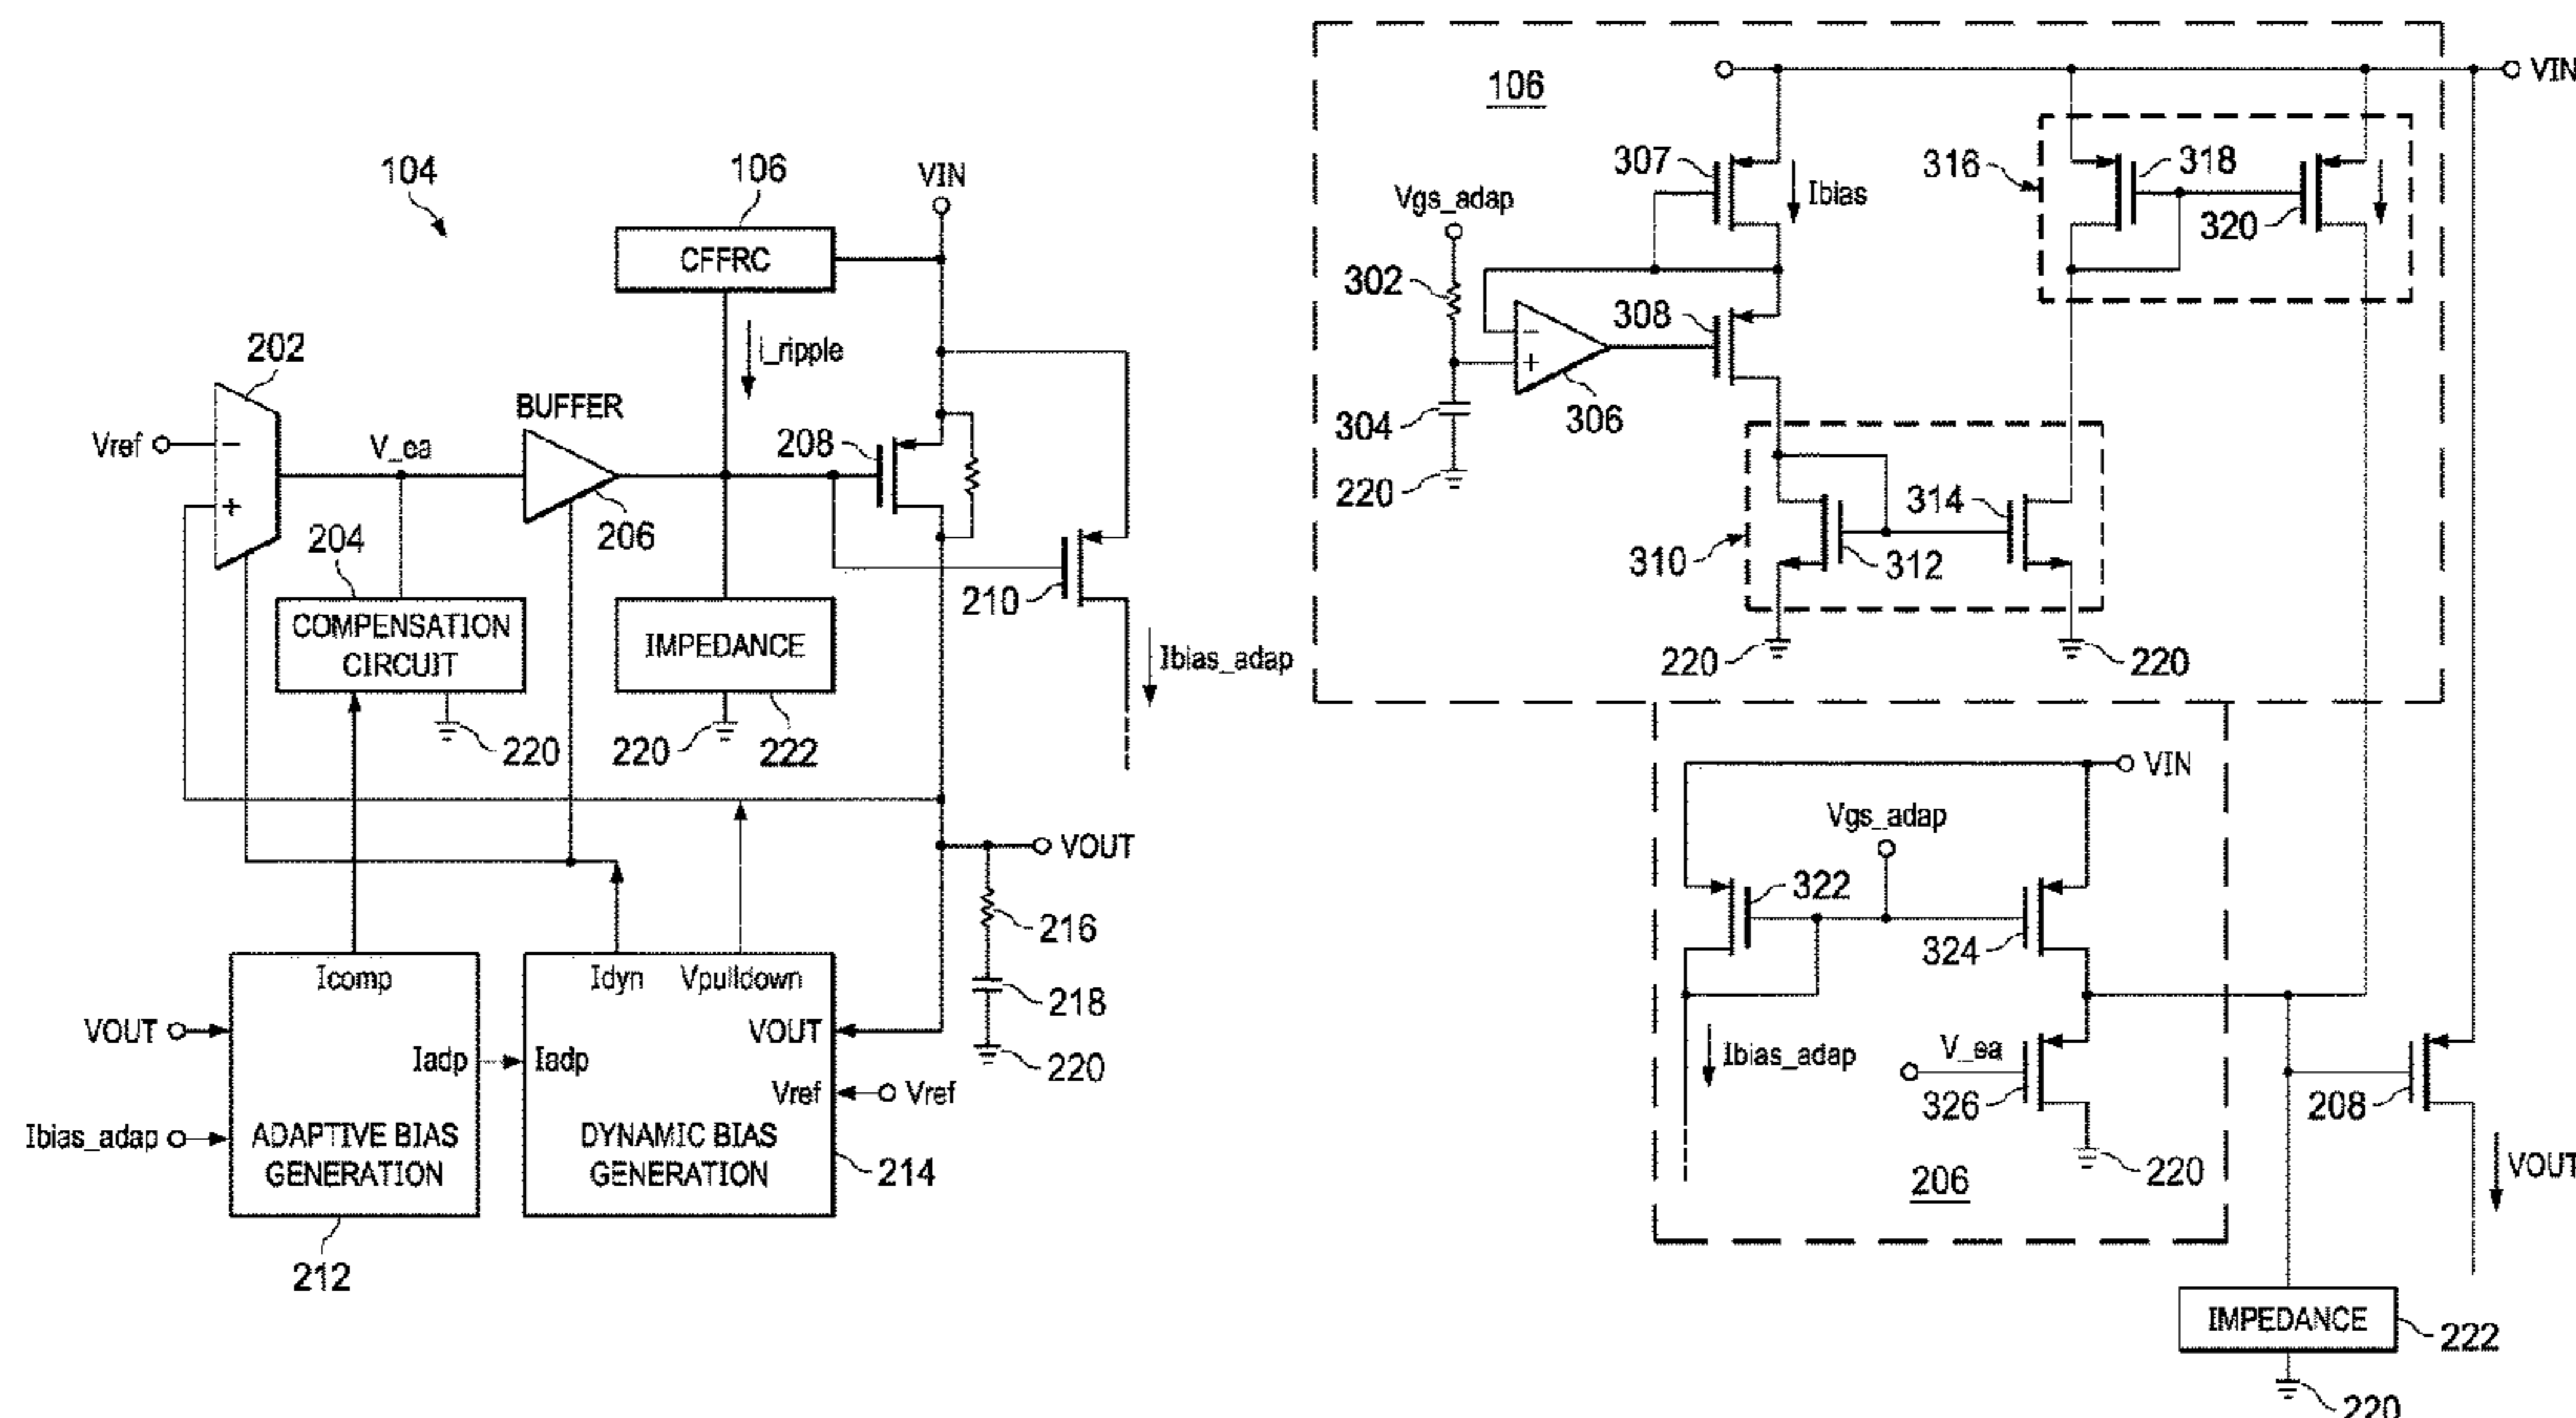 104
106
VIN
CFFRC
202
I_ripple
BUFFER
Vref
−
V_ea
208
+
204
206
210
COMPENSATION
CIRCUIT
IMPEDANCE
Ibias_adap
220
220
222
VOUT
216
Icomp
Idyn
Vpulldown
218
VOUT
VOUT
Iadp
Iadp
220
Vref
Vref
Ibias_adap
ADAPTIVE BIAS
GENERATION
DYNAMIC BIAS
GENERATION
214
212
106
VIN
307
Ibias
316
318
320
Vgs_adap
302
308
−
+
304
306
220
314
310
312
220
220
VIN
Vgs_adap
322
324
Ibias_adap
V_ea
326
208
220
206
VOUT
IMPEDANCE
222
220